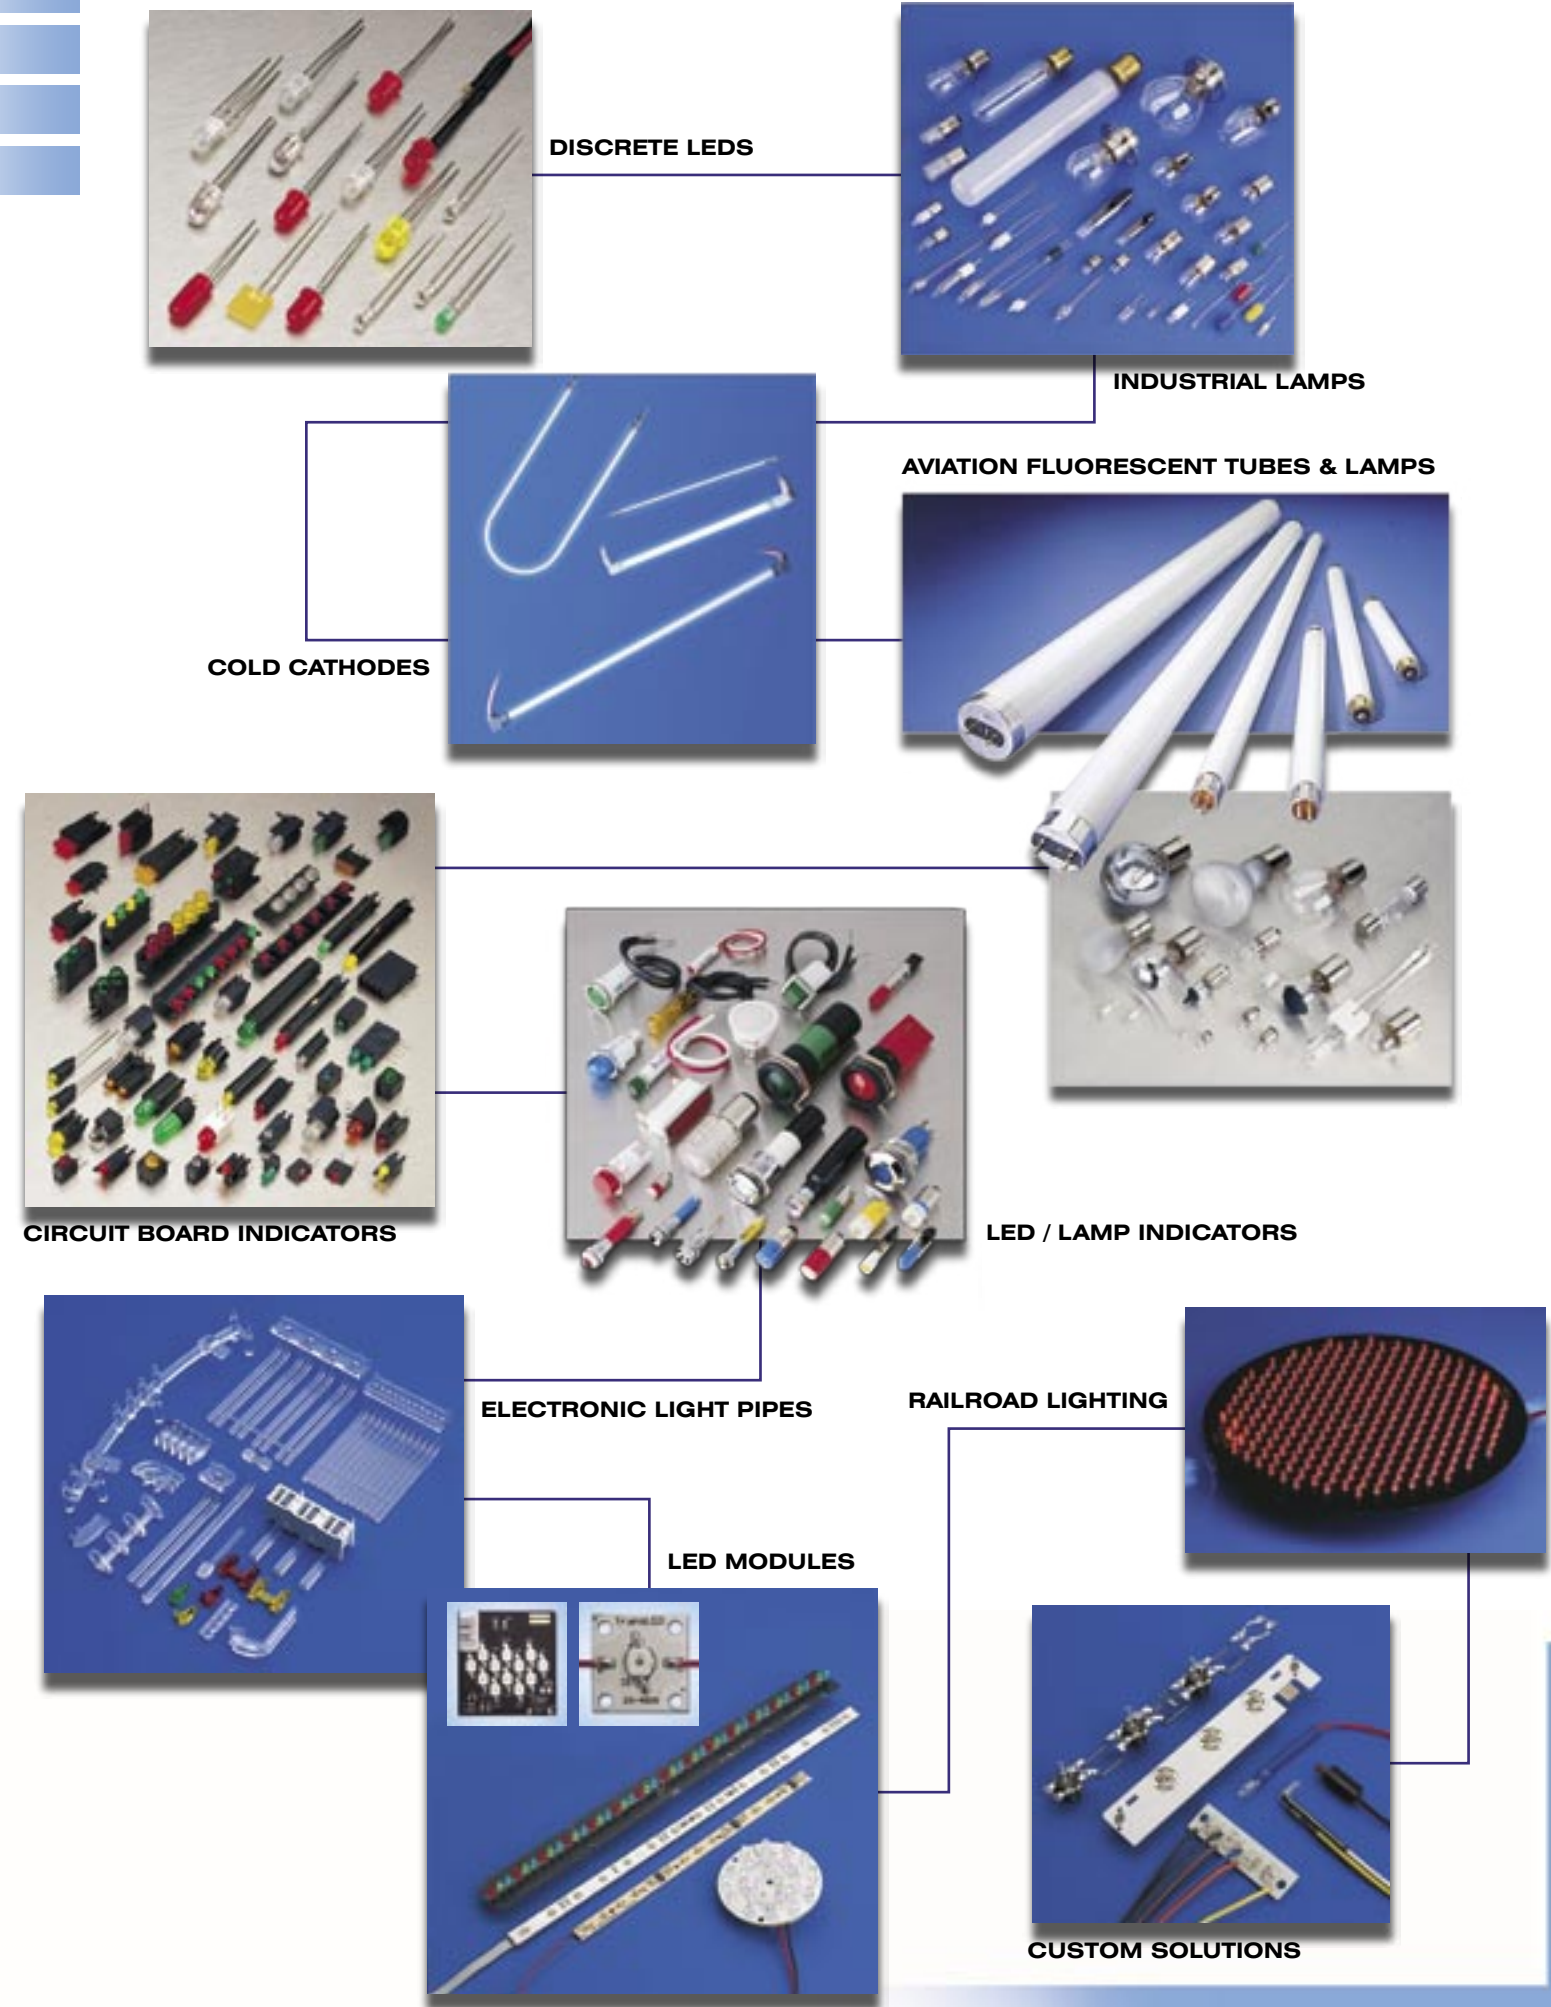 DISCRETE LEDS
INDUSTRIAL LAMPS
AVIATION FLUORESCENT TUBES & LAMPS
COLD CATHODES
CIRCUIT BOARD INDICATORS
LED / LAMP INDICATORS
ELECTRONIC LIGHT PIPES
RAILROAD LIGHTING
LED MODULES
TransLED
CUSTOM SOLUTIONS